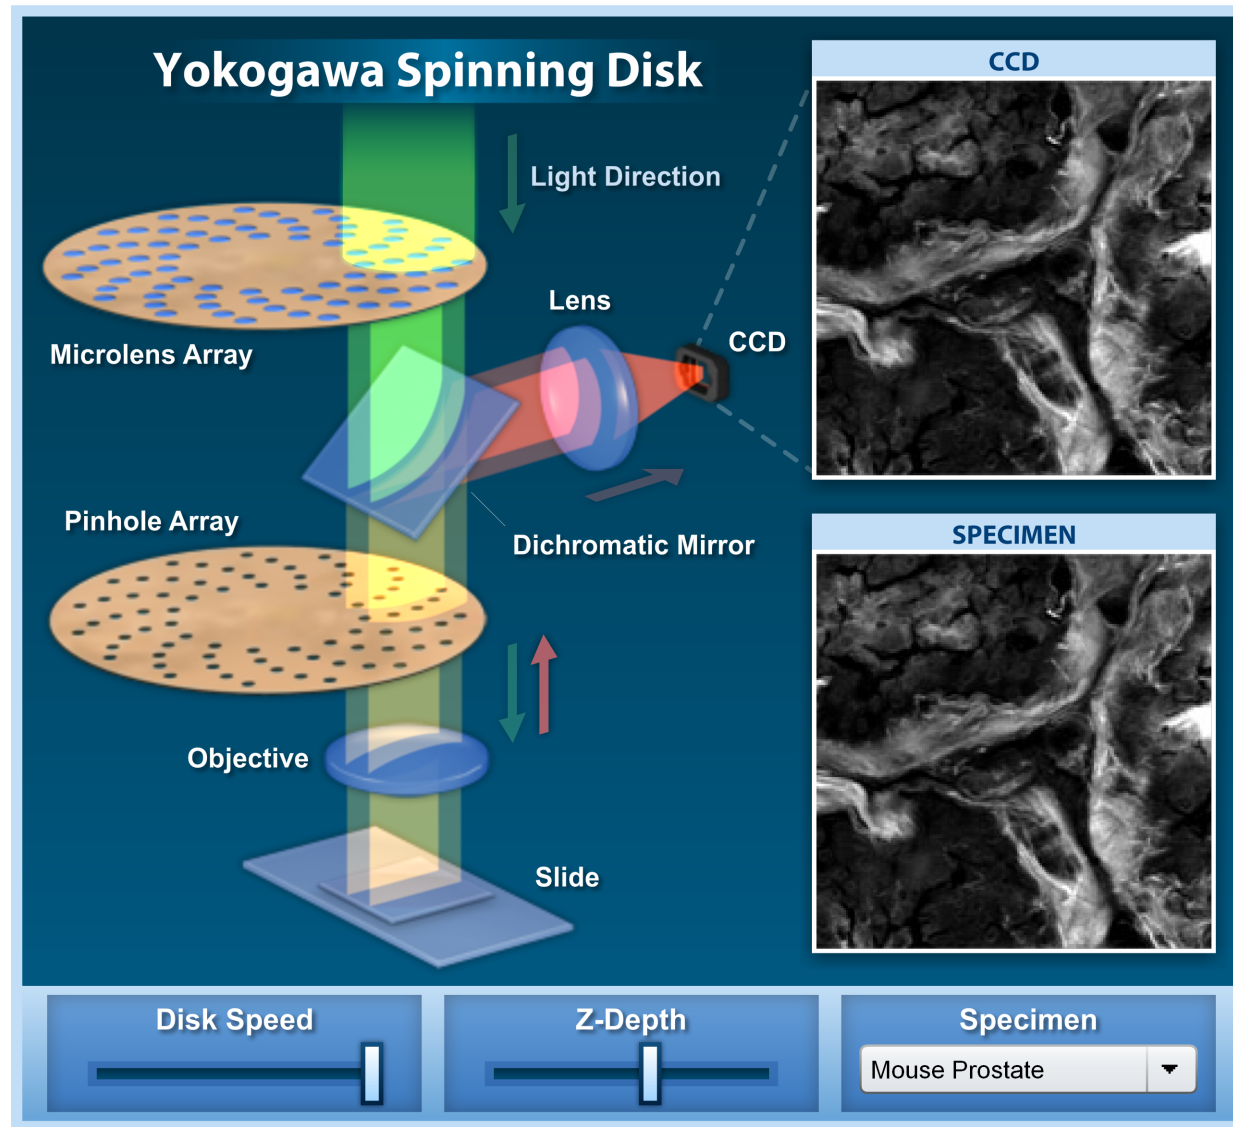 Yokogawa Spinning Disk
CCD
Light Direction
Lens
CCD
Microlens Array
Pinhole Array
SPECIMEN
Dichromatic Mirror
Objective
Slide
Disk Speed
Z-Depth
Specimen
Mouse Prostate